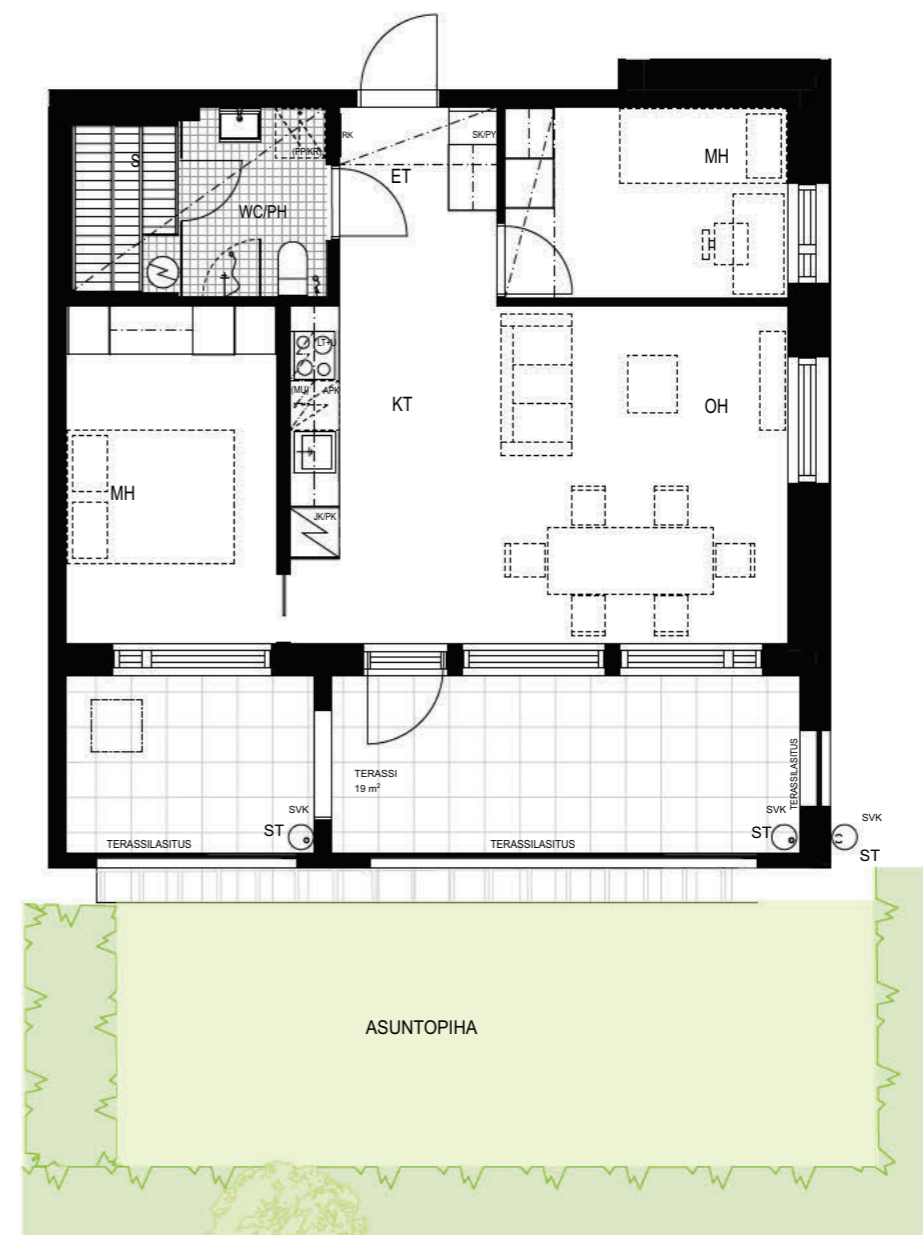 RK
SK/PY
S
(PP/KR)
MH
ET
WC/PH
LT+U
(MU) APK
KT
OH
MH
JK/PK
TERASSI
19 m²
TERASSILASITUS
SVK
ST
SVK
ST
SVK
ST
TERASSILASITUS
TERASSILASITUS
ASUNTOPIHA